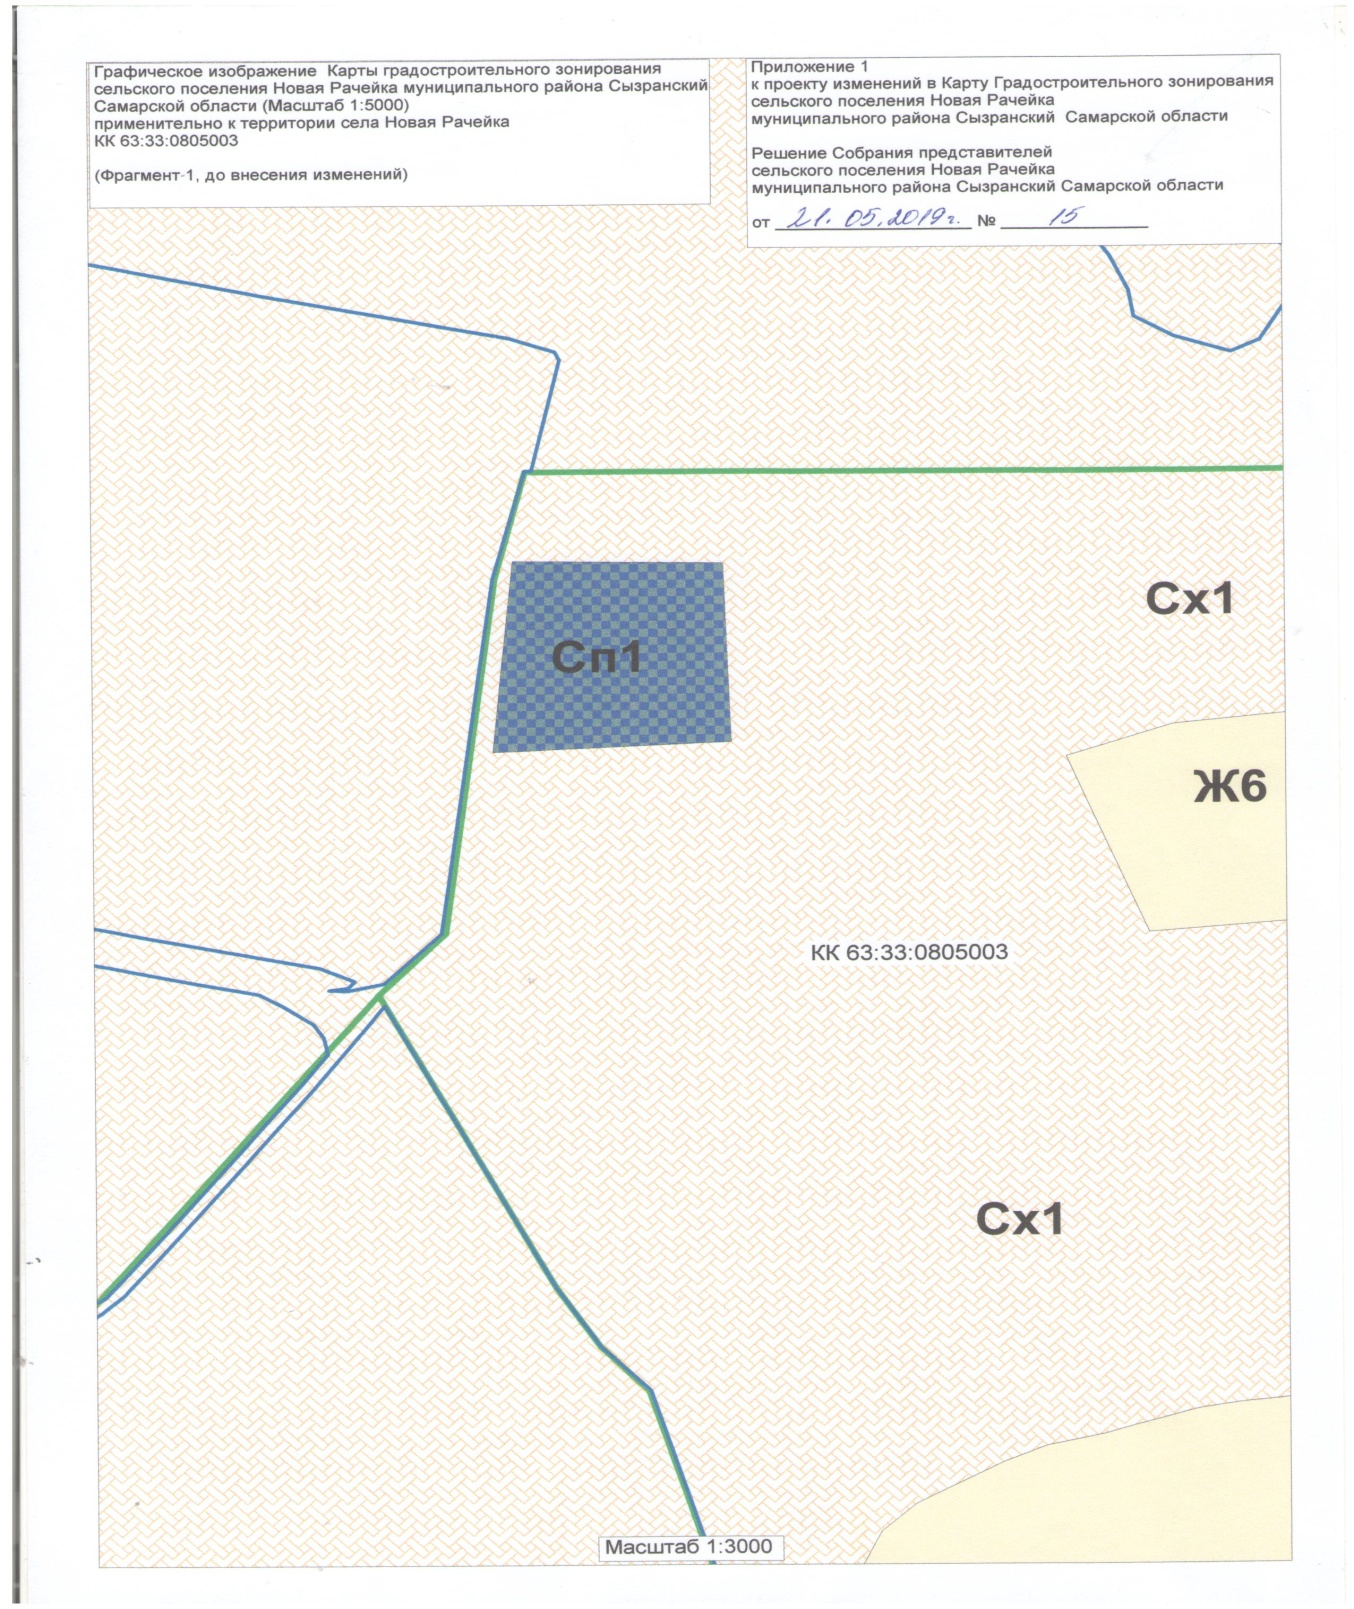 Графическое изображение Карты градостроительного зонирования
сельского поселения Новая Рачейка муниципального района Сызранский
Самарской области (Масштаб 1:5000)
применительно к территории села Новая Рачейка
КК 63:33:0805003
(Фрагмент-1, до внесения изменений)
Приложение 1
к проекту изменений в Карту Градостроительного зонирования
сельского поселения Новая Рачейка
муниципального района Сызранский Самарской области
Решение Собрания представителей
сельского поселения Новая Рачейка
муниципального района Сызранский Самарской области
от 21.05.2019г. № 15
Сх1
Сп1
Ж6
КК 63:33:0805003
Сх1
Масштаб 1:3000